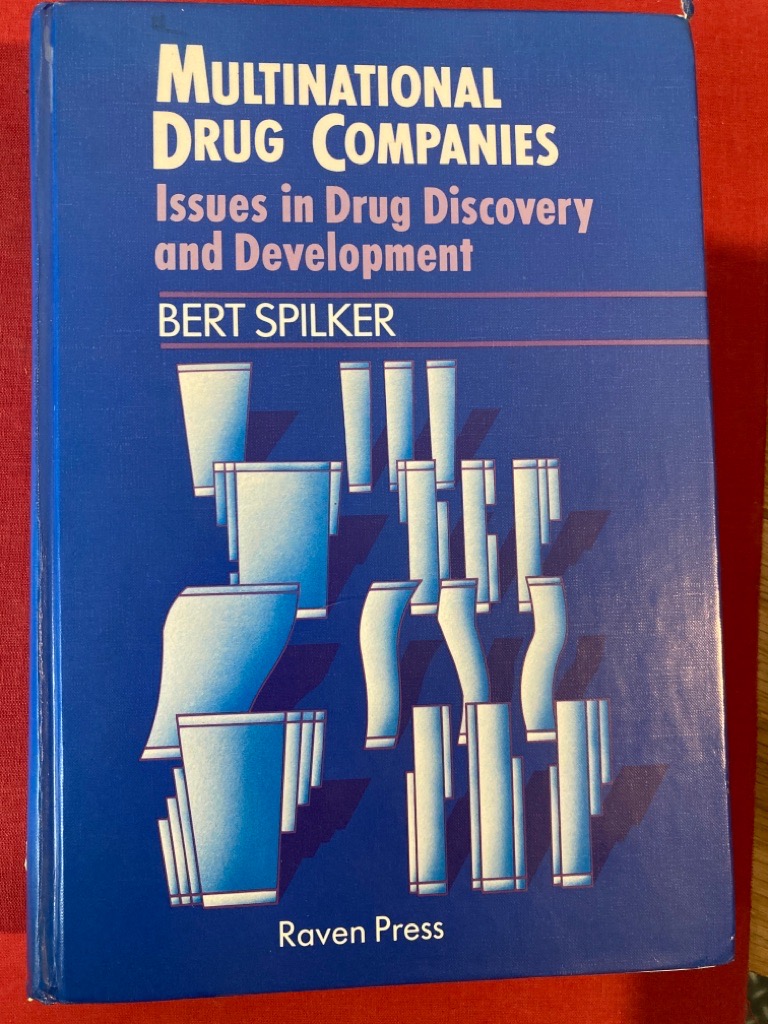 MULTINATIONAL
DRUG COMPANIES
Issues in Drug Discovery
and Development
BERT SPILKER
Raven Press